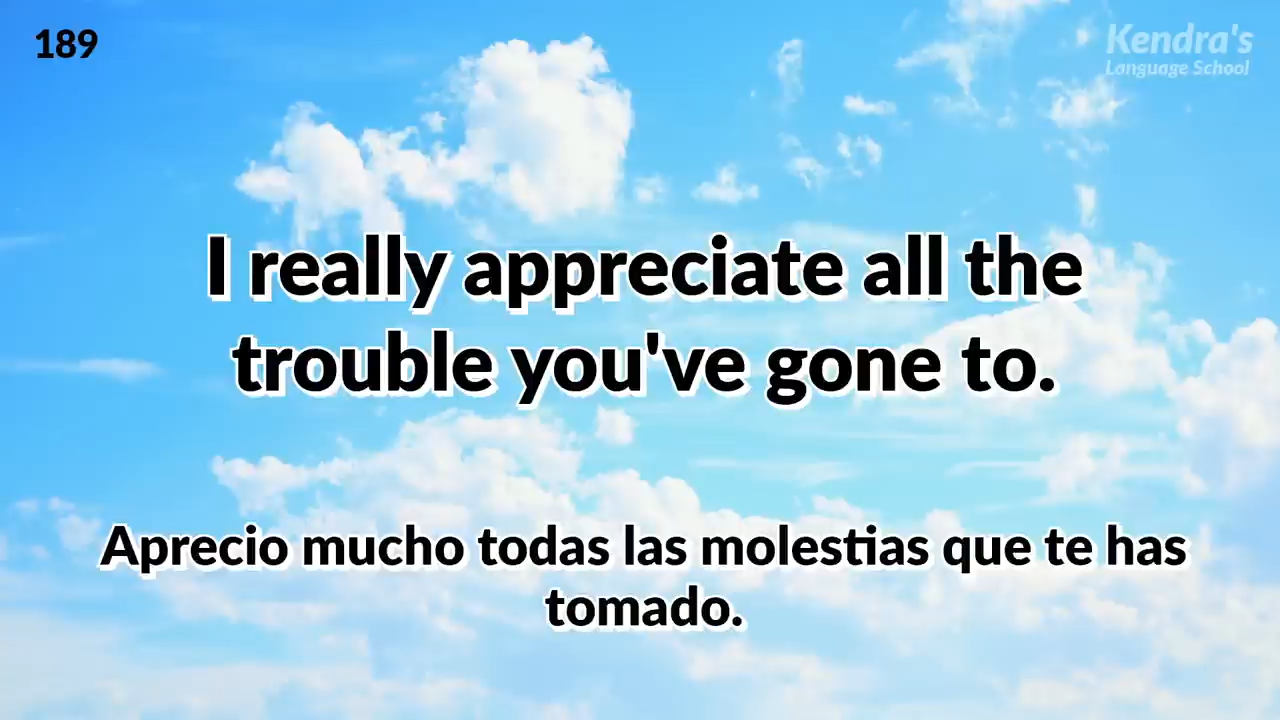 189
Kendra's
Language School
I really appreciate all the
trouble you've gone to.
Aprecio mucho todas las molestias que te has
tomado.